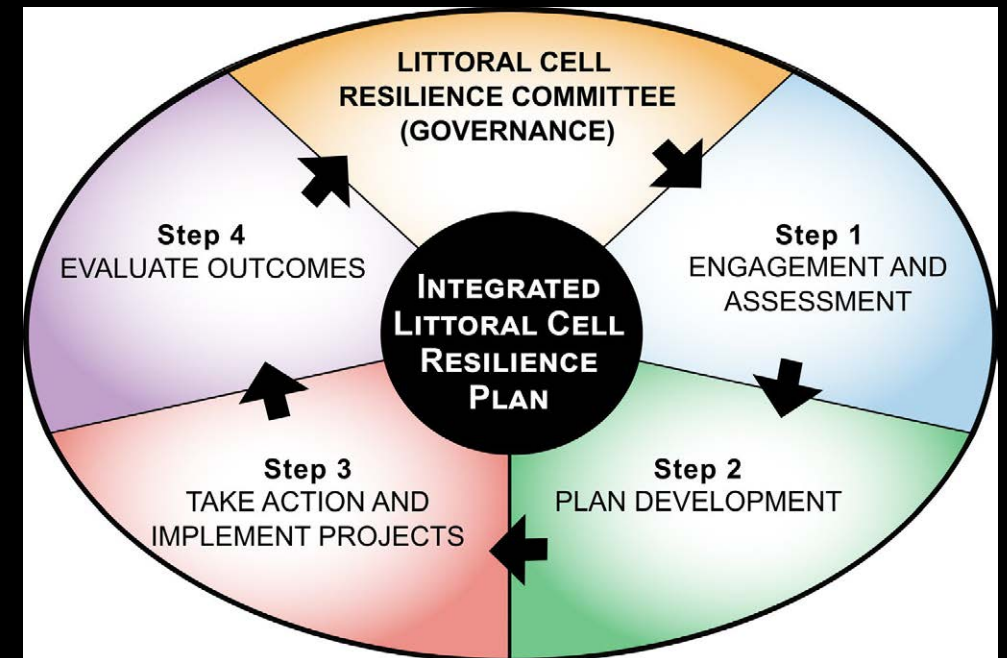 LITTORAL CELL
RESILIENCE COMMITTEE
(GOVERNANCE)
Step 1
ENGAGEMENT AND
ASSESSMENT
Step 2
PLAN DEVELOPMENT
Step 3
TAKE ACTION AND
IMPLEMENT PROJECTS
Step 4
EVALUATE OUTCOMES
INTEGRATED
LITTORAL CELL
RESILIENCE
PLAN